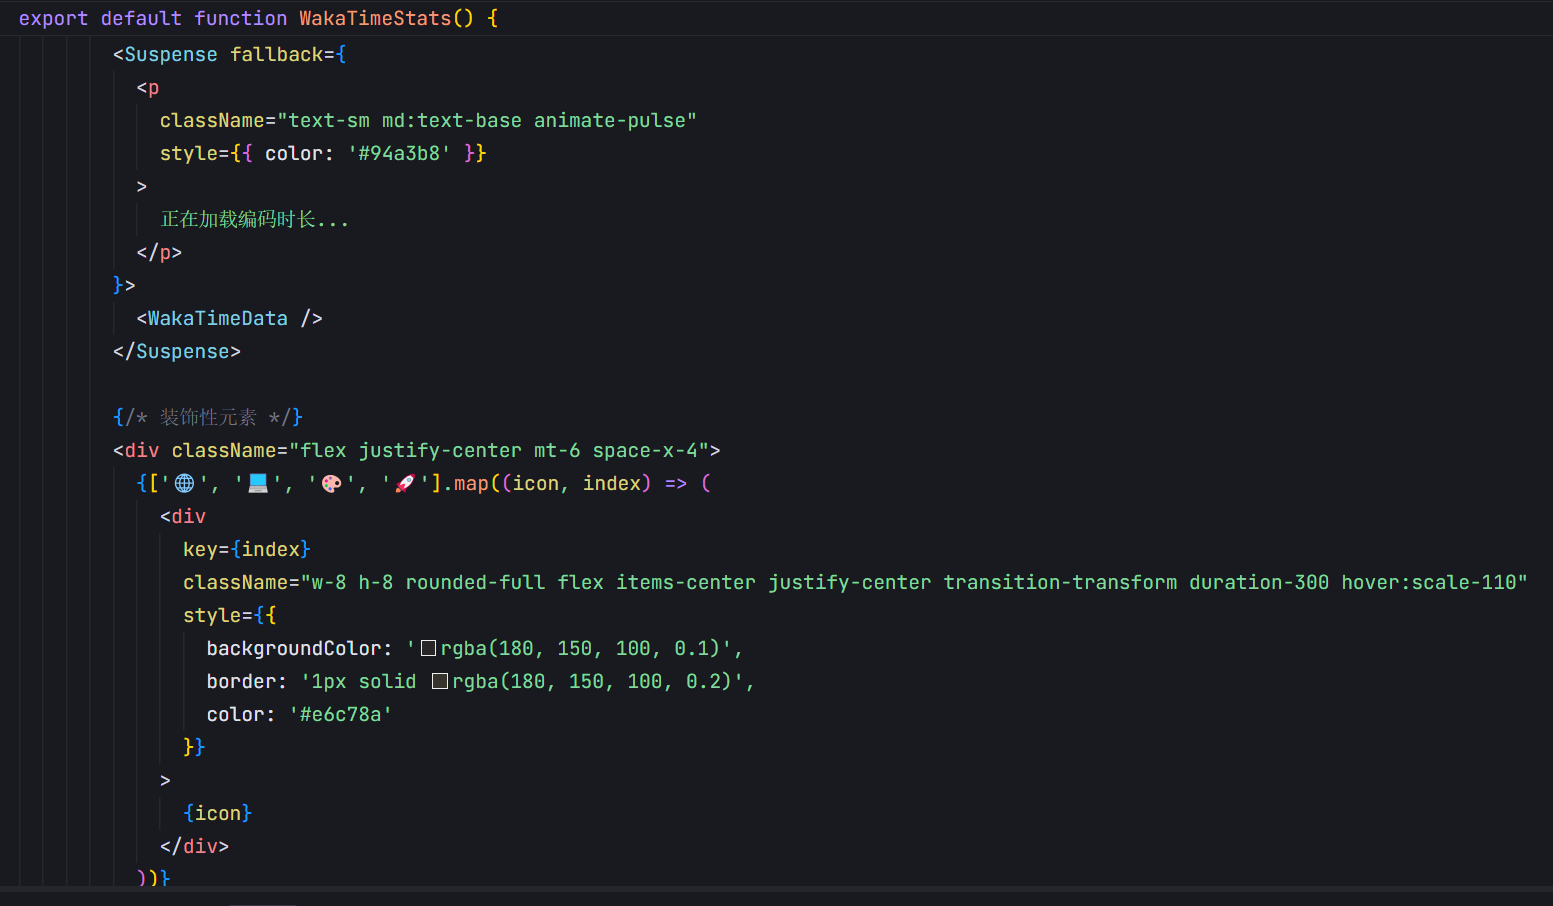 export default function WakaTimeStats() {
<Suspense fallback={
<p
className="text-sm md:text-base animate-pulse"
style={{ color: '#94a3b8' }}
>
正在加载编码时长...
</p>
}>
<WakaTimeData />
</Suspense>
{/* 装饰性元素 */}
<div className="flex justify-center mt-6 space-x-4">
{['🌐', '💻', '🎨', '🚀'].map((icon, index) => (
<div
key={index}
className="w-8 h-8 rounded-full flex items-center justify-center transition-transform duration-300 hover:scale-110"
style={{
backgroundColor: 'rgba(180, 150, 100, 0.1)',
border: '1px solid rgba(180, 150, 100, 0.2)',
color: '#e6c78a'
}}
>
{icon}
</div>
))}